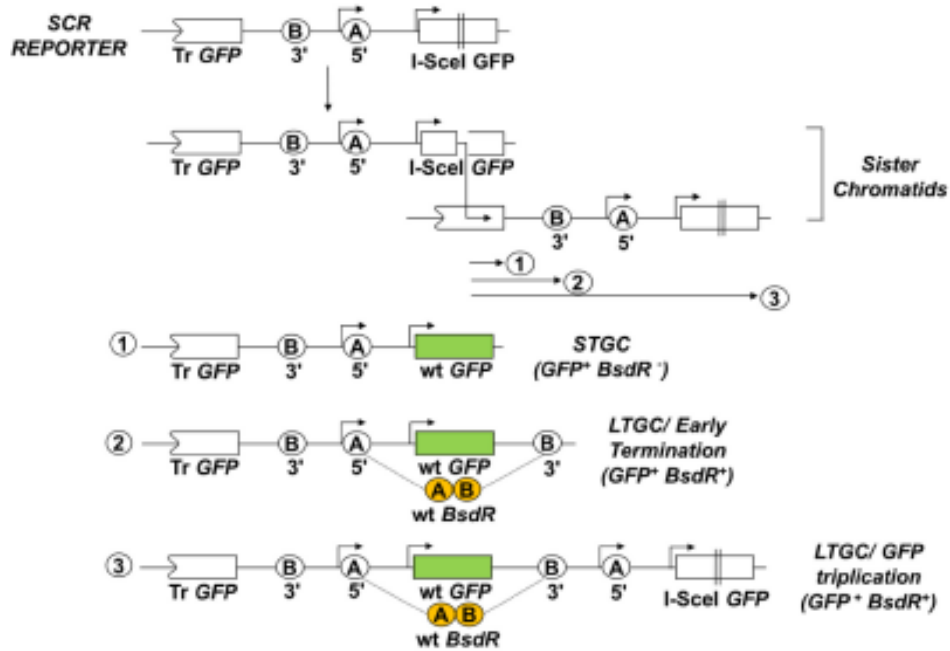 SCR
REPORTER
B A
Tr GFP 3' 5' I-SceI GFP
B A
Tr GFP 3' 5' I-SceI GFP
Sister
Chromatids
B A
3' 5'
1
2
3
1 B A
Tr GFP 3' 5' wt GFP
STGC
(GFP+ BsdR -)
2 B A B
Tr GFP 3' 5' wt GFP 3'
A B
wt BsdR
LTGC/ Early
Termination
(GFP+ BsdR+)
3 B A B A
Tr GFP 3' 5' wt GFP 3' 5' I-SceI GFP
A B
wt BsdR
LTGC/ GFP
triplication
(GFP+ BsdR+)